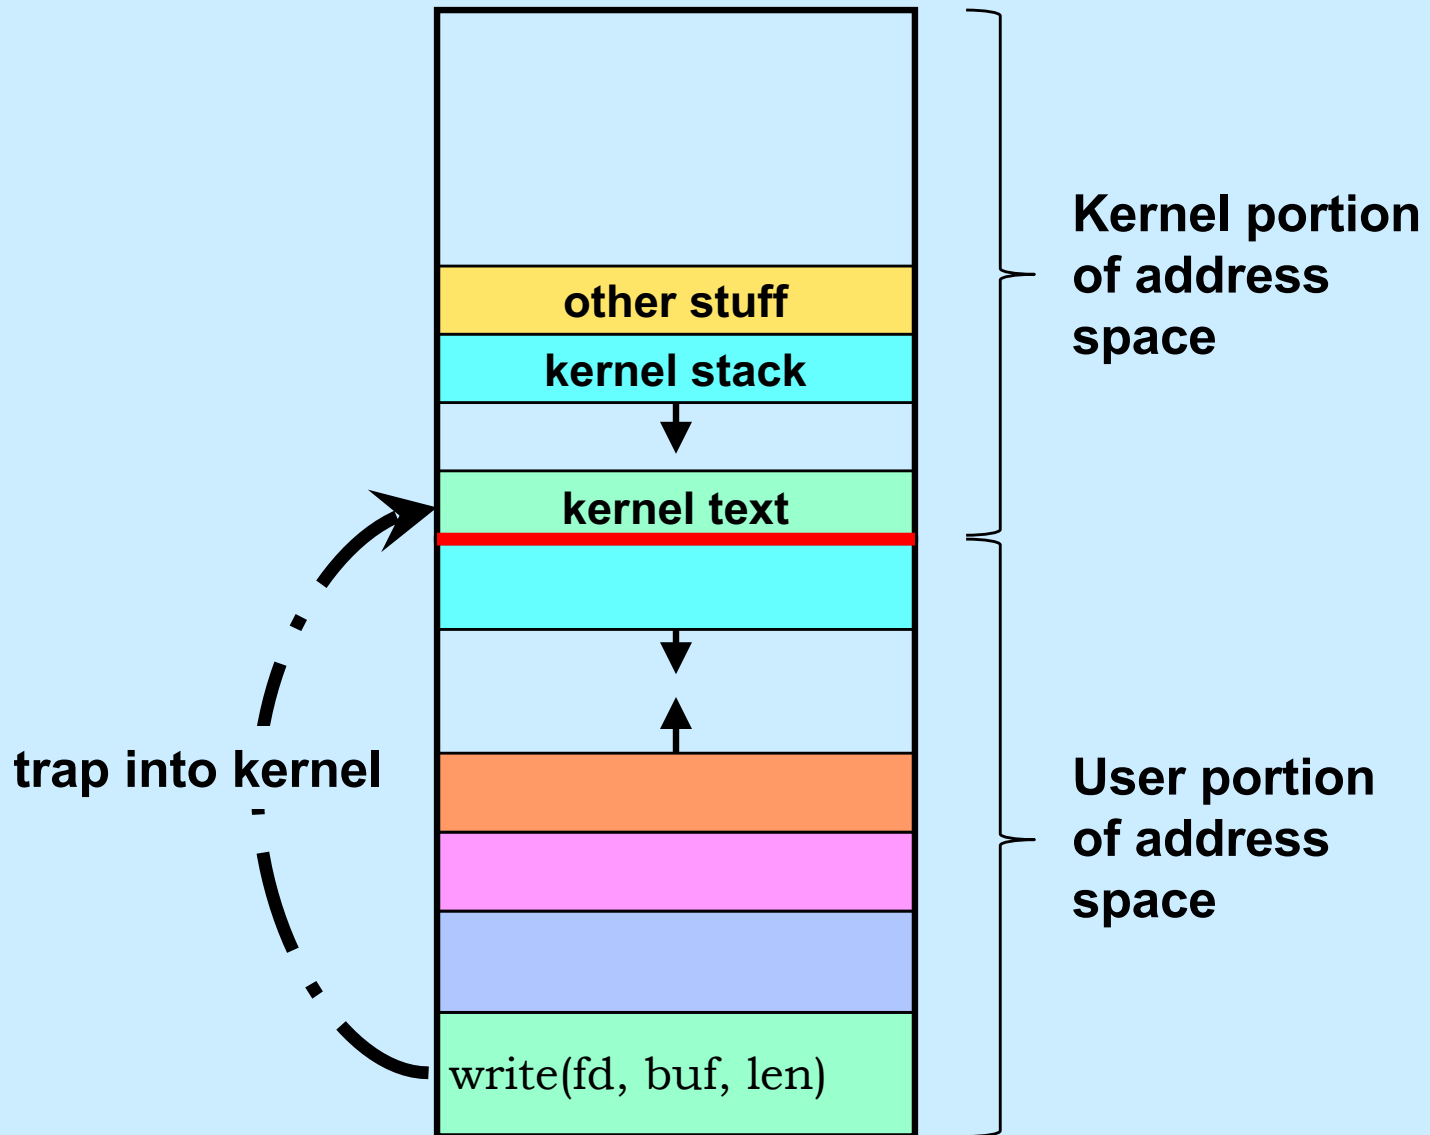 Kernel portion
of address
space
other stuff
kernel stack
kernel text
trap into kernel
User portion
of address
space
write(fd, buf, len)